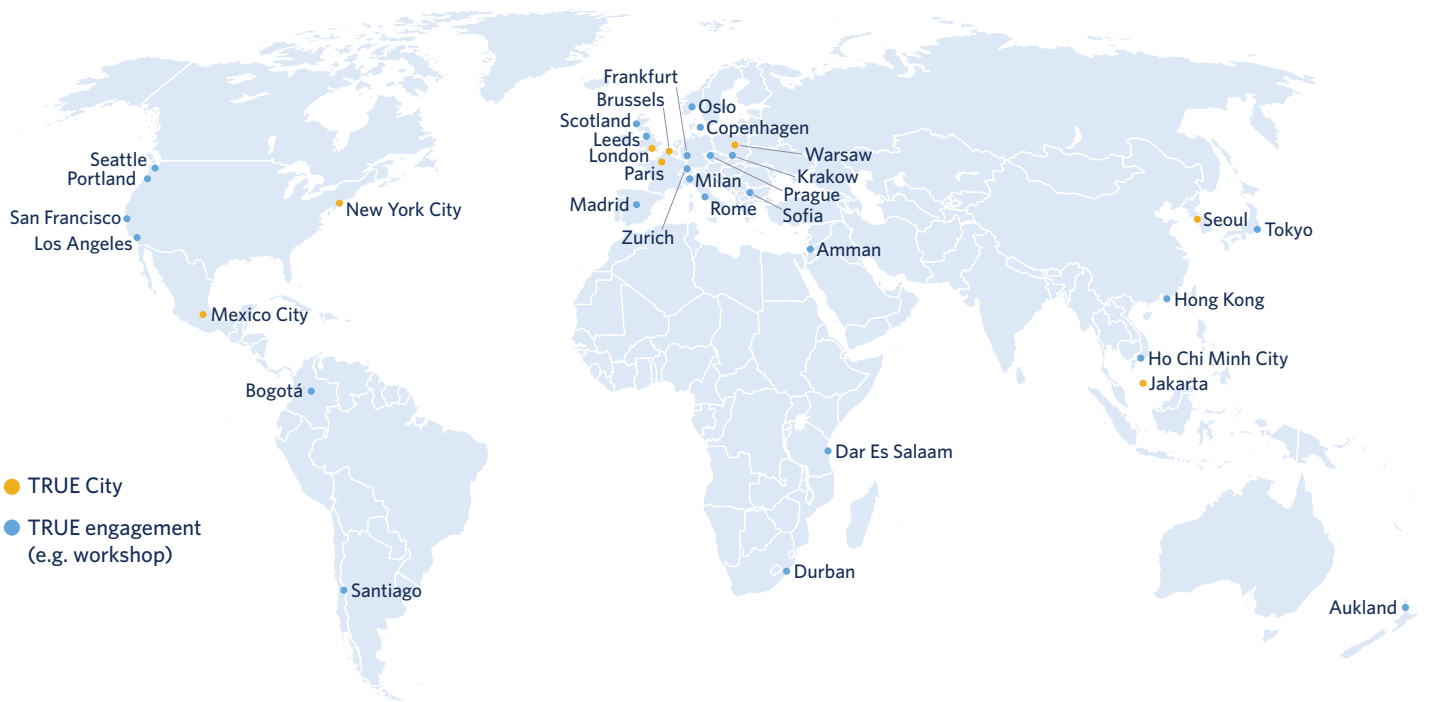 Frankfurt
Brussels
Oslo
Scotland
Copenhagen
Leeds
London
Warsaw
Seattle
Paris
Krakow
Portland
Milan
Prague
Madrid
Rome
Sofia
New York City
San Francisco
Seoul
Tokyo
Los Angeles
Zurich
Amman
Hong Kong
Mexico City
Ho Chi Minh City
Jakarta
Bogotá
Dar Es Salaam
TRUE City
TRUE engagement
(e.g. workshop)
Durban
Santiago
Aukland